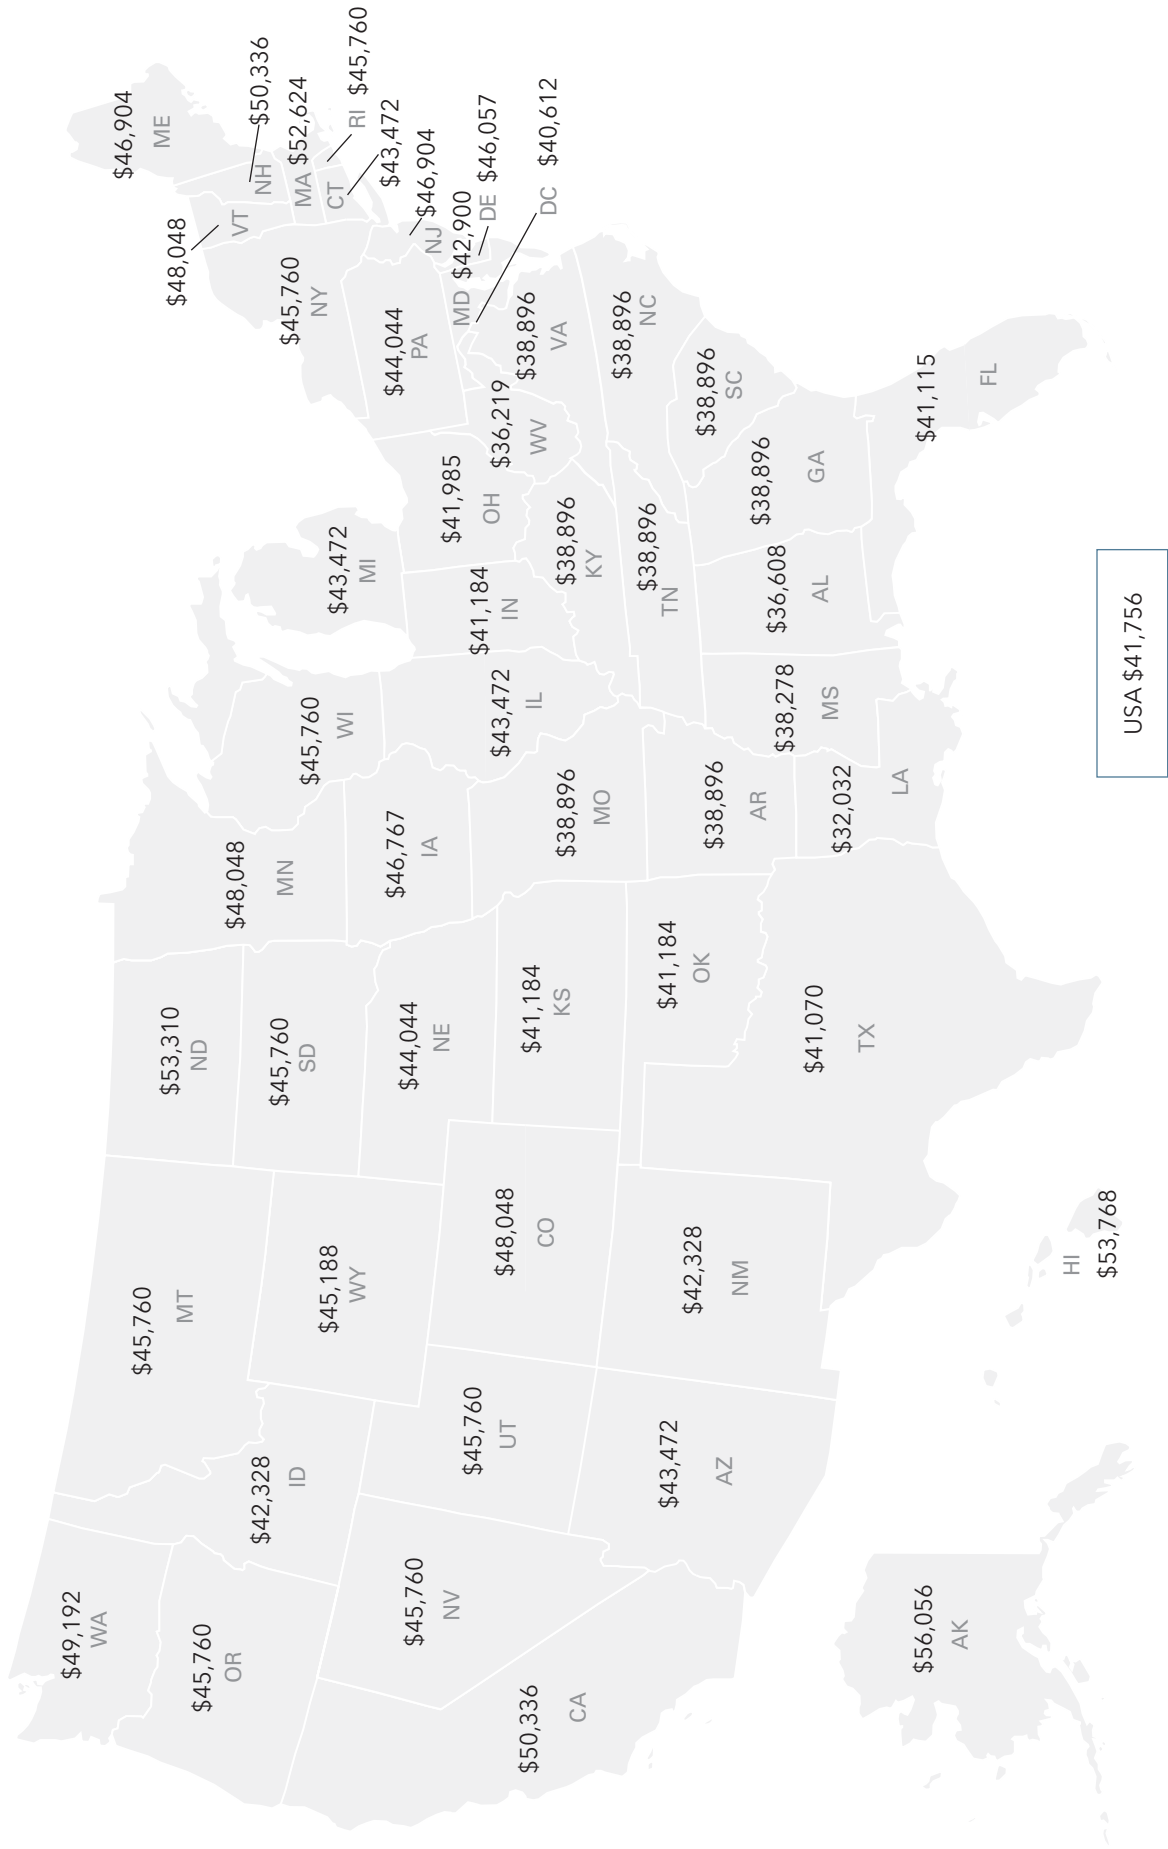 $49,192
WA
$45,760
OR
$50,336
CA
$45,760
NV
$42,328
ID
$45,760
MT
$45,188
WY
$45,760
UT
$43,472
AZ
$48,048
CO
$42,328
NM
$53,310
ND
$45,760
SD
$44,044
NE
$41,184
KS
$41,184
OK
$41,070
TX
$48,048
MN
$46,767
IA
$38,896
MO
$38,896
AR
$32,032
LA
$45,760
WI
$43,472
IL
$43,472
MI
$41,184
IN
$41,985
OH
$38,896
KY
$38,896
TN
$38,278
MS
$36,608
AL
$38,896
GA
$41,115
FL
$38,896
SC
$38,896
NC
$38,896
VA
$36,219
WV
$44,044
PA
$45,760
NY
$48,048
VT
$46,904
ME
$50,336
NH
MA $52,624
RI $45,760
$43,472
CT
$46,904
NJ
$42,900
MD
DE $46,057
DC $40,612
$56,056
AK
HI
$53,768
USA $41,756